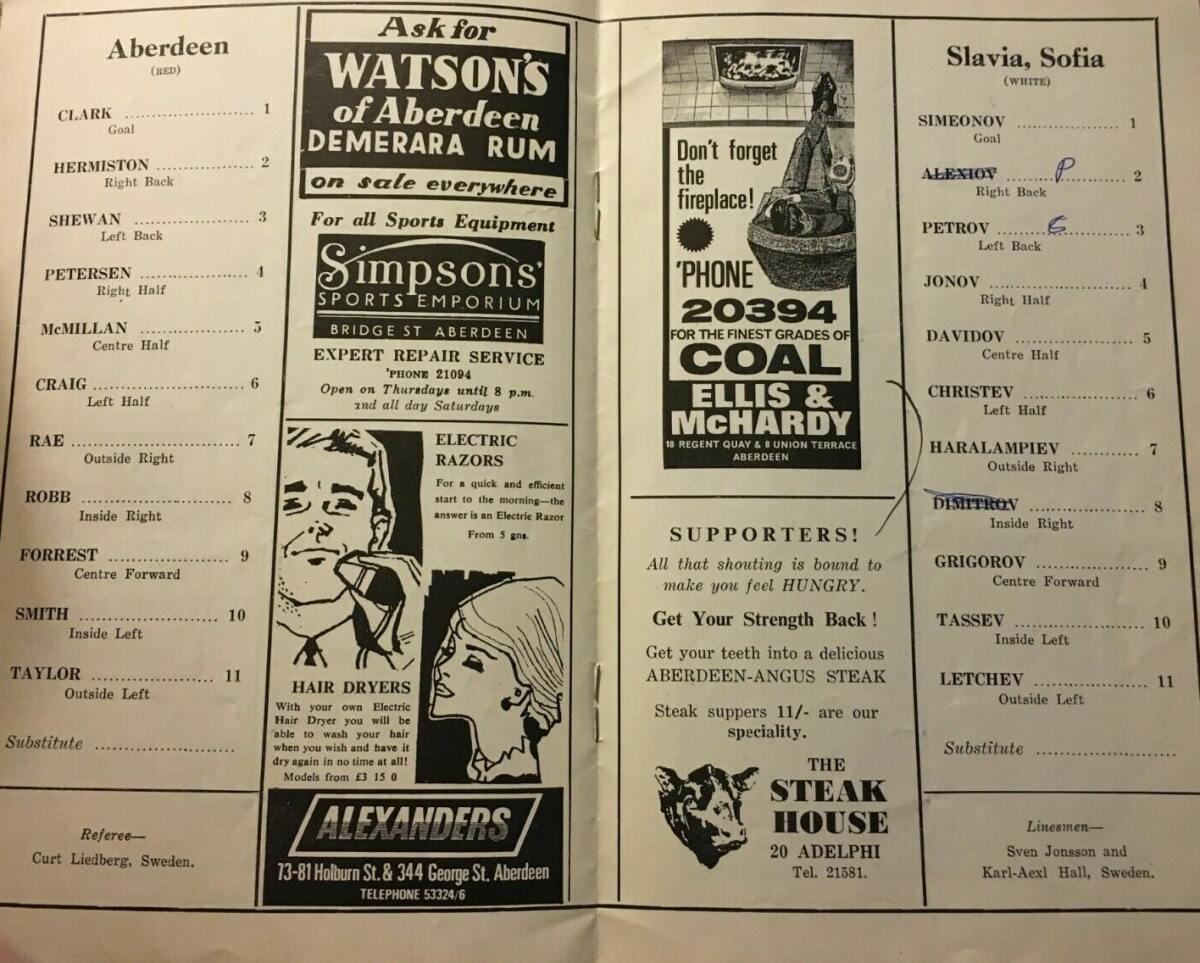 Aberdeen
(RED)
CLARK .................... 1
Goal
HERMISTON .................... 2
Right Back
SHEWAN .................... 3
Left Back
PETERSEN .................... 4
Right Half
McMILLAN .................... 5
Centre Half
CRAIG .................... 6
Left Half
RAE .................... 7
Outside Right
ROBB .................... 8
Inside Right
FORREST .................... 9
Centre Forward
SMITH .................... 10
Inside Left
TAYLOR .................... 11
Outside Left
Substitute ....................
Referee—
Curt Liedberg, Sweden.
Ask for
WATSON'S
of Aberdeen
DEMERARA RUM
on sale everywhere
For all Sports Equipment
Simpsons'
SPORTS EMPORIUM
BRIDGE ST ABERDEEN
EXPERT REPAIR SERVICE
'PHONE 21094
Open on Thursdays until 8 p.m.
and all day Saturdays
ELECTRIC
RAZORS
For a quick and efficient
start to the morning—the
answer is an Electric Razor
From 5 gns.
HAIR DRYERS
With your own Electric
Hair Dryer you will be
able to wash your hair
when you wish and have it
dry again in no time at all!
Models from £3 15 0
ALEXANDERS
73-81 Holburn St. & 344 George St. Aberdeen
TELEPHONE 53324/6
Don't forget
the
fireplace!
'PHONE
20394
FOR THE FINEST GRADES OF
COAL
ELLIS &
McHARDY
18 REGENT QUAY & 8 UNION TERRACE
ABERDEEN
SUPPORTERS!
All that shouting is bound to
make you feel HUNGRY.
Get Your Strength Back!
Get your teeth into a delicious
ABERDEEN-ANGUS STEAK
Steak suppers 11/- are our
speciality.
THE
STEAK
HOUSE
20 ADELPHI
Tel. 21581.
Slavia, Sofia
(WHITE)
SIMEONOV .................... 1
Goal
ALEXIOV ........P........ 2
Right Back
PETROV ........6........ 3
Left Back
JONOV .................... 4
Right Half
DAVIDOV .................... 5
Centre Half
CHRISTEV .................... 6
Left Half
HARALAMPIEV .................... 7
Outside Right
DIMITROV .................... 8
Inside Right
GRIGOROV .................... 9
Centre Forward
TASSEV .................... 10
Inside Left
LETCHEV .................... 11
Outside Left
Substitute ....................
Linesmen—
Sven Jonsson and
Karl-Aexl Hall, Sweden.